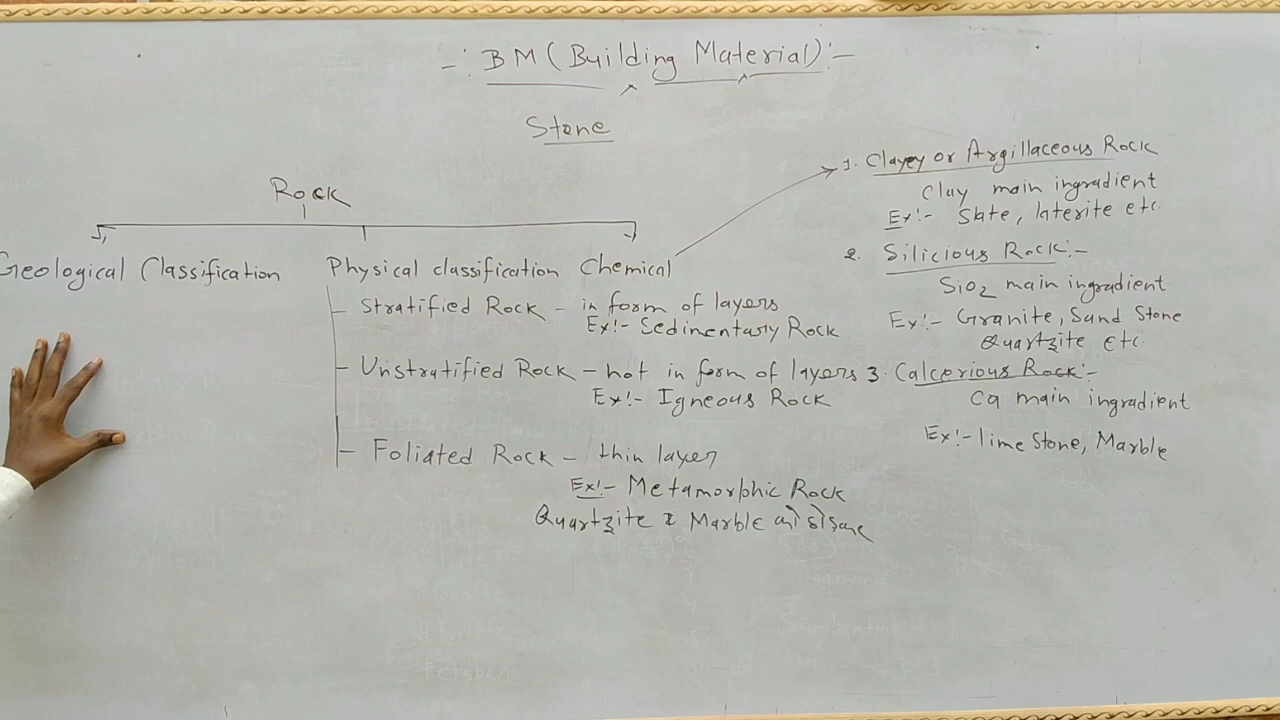 -: BM (Building Material) :-
Stone
Rock
Geological Classification
Physical classification
Chemical
Stratified Rock - in form of layers
Ex:- Sedimentary Rock
Unstratified Rock - not in form of layers
Ex:- Igneous Rock
Foliated Rock - thin layer
Ex:- Metamorphic Rock
Quartzite & Marble
1. Clayey or Argillaceous Rock
Clay main ingradient
Ex:- Slate, laterite etc.
2. Silicious Rock:-
SiO2 main ingradient
Ex:- Granite, Sand Stone
Quartzite etc.
3. Calcerious Rock:-
Ca main ingradient
Ex:- lime Stone, Marble